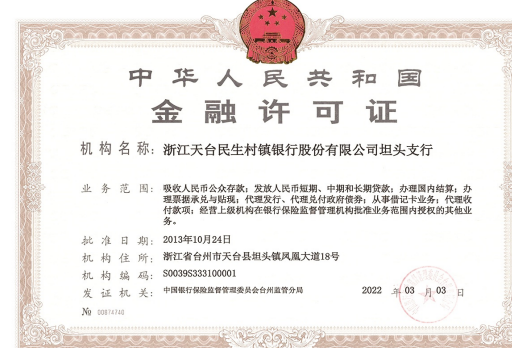 中华人民共和国
金融许可证
机构名称：浙江天台民生村镇银行股份有限公司坦头支行
业务范围：吸收人民币公众存款；发放人民币短期、中期和长期贷款；办理国内结算；办
理票据承兑与贴现；代理发行、代理兑付政府债券；从事借记卡业务；代理收
付款项；经营上级机构在银行保险监督管理机构批准业务范围内授权的其他业
务。
批准日期：2013年10月24日
机构住所：浙江省台州市天台县坦头镇凤凰大道18号
机构编码：S0039S333100001
发证机关：中国银行保险监督管理委员会台州监管分局 2022 年 03 月 03 日
№ 00874740